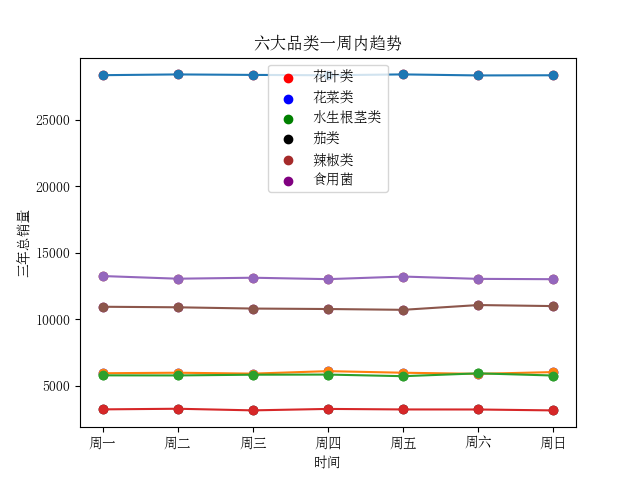 六大品类一周内趋势
花叶类
花菜类
水生根茎类
茄类
辣椒类
食用菌
三年总销量
25000
20000
15000
10000
5000
周一 周二 周三 周四 周五 周六 周日
时间